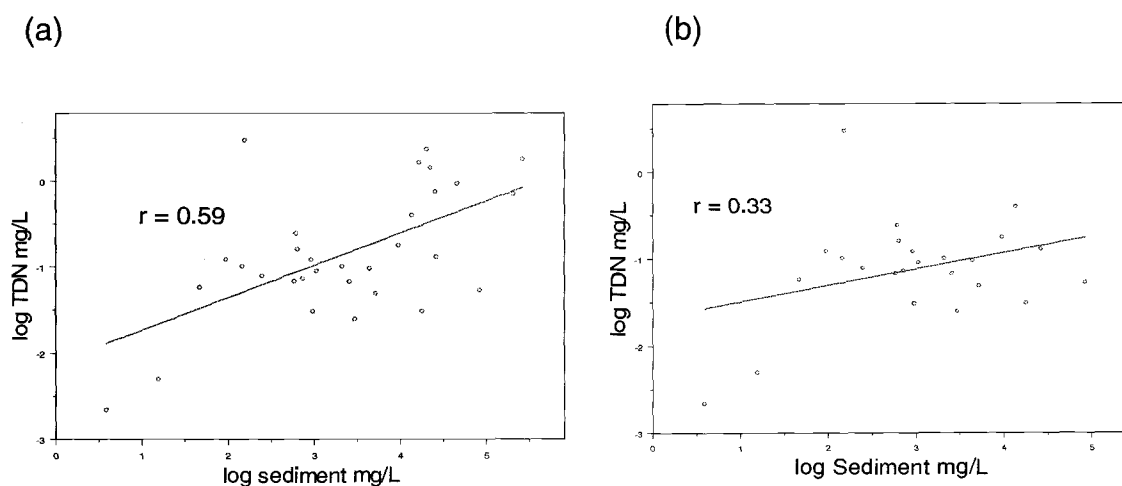 (a)
(b)
log TDN mg/L
0
-1
-2
-3
r = 0.59
0 1 2 3 4 5
log sediment mg/L
log TDN mg/L
0
-1
-2
-3
r = 0.33
0 1 2 3 4 5
log Sediment mg/L